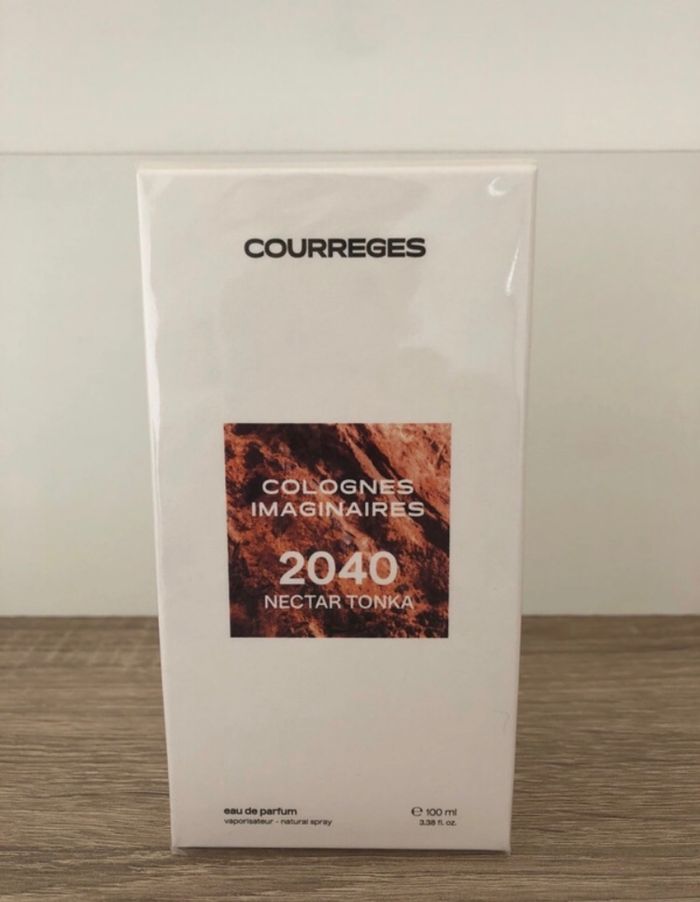 COURREGES
COLOGNES
IMAGINAIRES
2040
NECTAR TONKA
eau de parfum
vaporisateur - natural spray
℮ 100 ml
3.38 fl. oz.